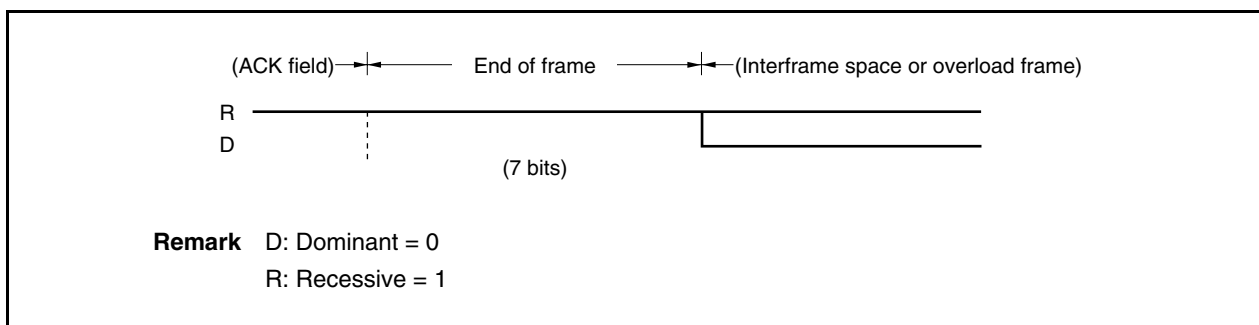 (ACK field) End of frame (Interframe space or overload frame)
R
D
(7 bits)
Remark D: Dominant = 0
R: Recessive = 1